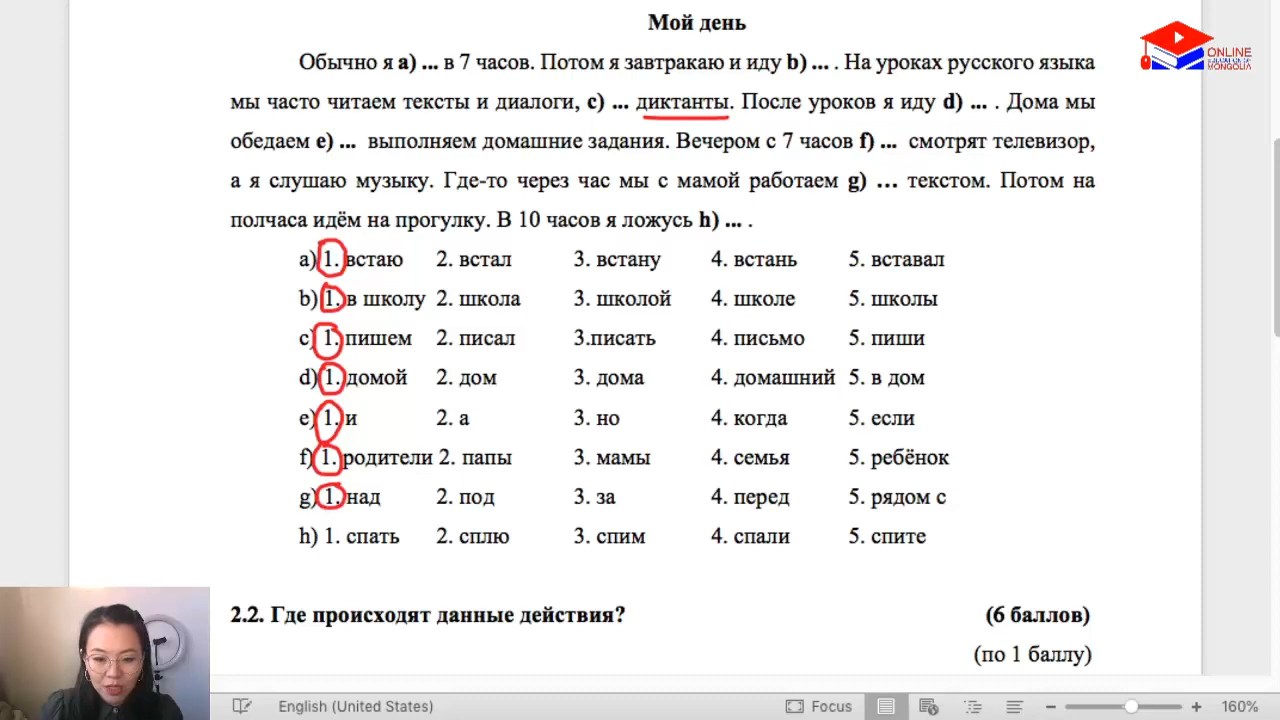 Мой день
Обычно я a) ... в 7 часов. Потом я завтракаю и иду b) ... . На уроках русского языка
мы часто читаем тексты и диалоги, c) ... диктанты. После уроков я иду d) ... . Дома мы
обедаем e) ... выполняем домашние задания. Вечером с 7 часов f) ... смотрят телевизор,
а я слушаю музыку. Где-то через час мы с мамой работаем g) ... текстом. Потом на
полчаса идём на прогулку. В 10 часов я ложусь h) ... .
a) 1. встаю 2. встал 3. встану 4. встань 5. вставал
b) 1. в школу 2. школа 3. школой 4. школе 5. школы
c) 1. пишем 2. писал 3.писать 4. письмо 5. пиши
d) 1. домой 2. дом 3. дома 4. домашний 5. в дом
e) 1. и 2. а 3. но 4. когда 5. если
f) 1. родители 2. папы 3. мамы 4. семья 5. ребёнок
g) 1. над 2. под 3. за 4. перед 5. рядом с
h) 1. спать 2. сплю 3. спим 4. спали 5. спите
2.2. Где происходят данные действия? (6 баллов)
(по 1 баллу)
ONLINE
EDUCATION OF
MONGOLIA
English (United States) Focus 160%